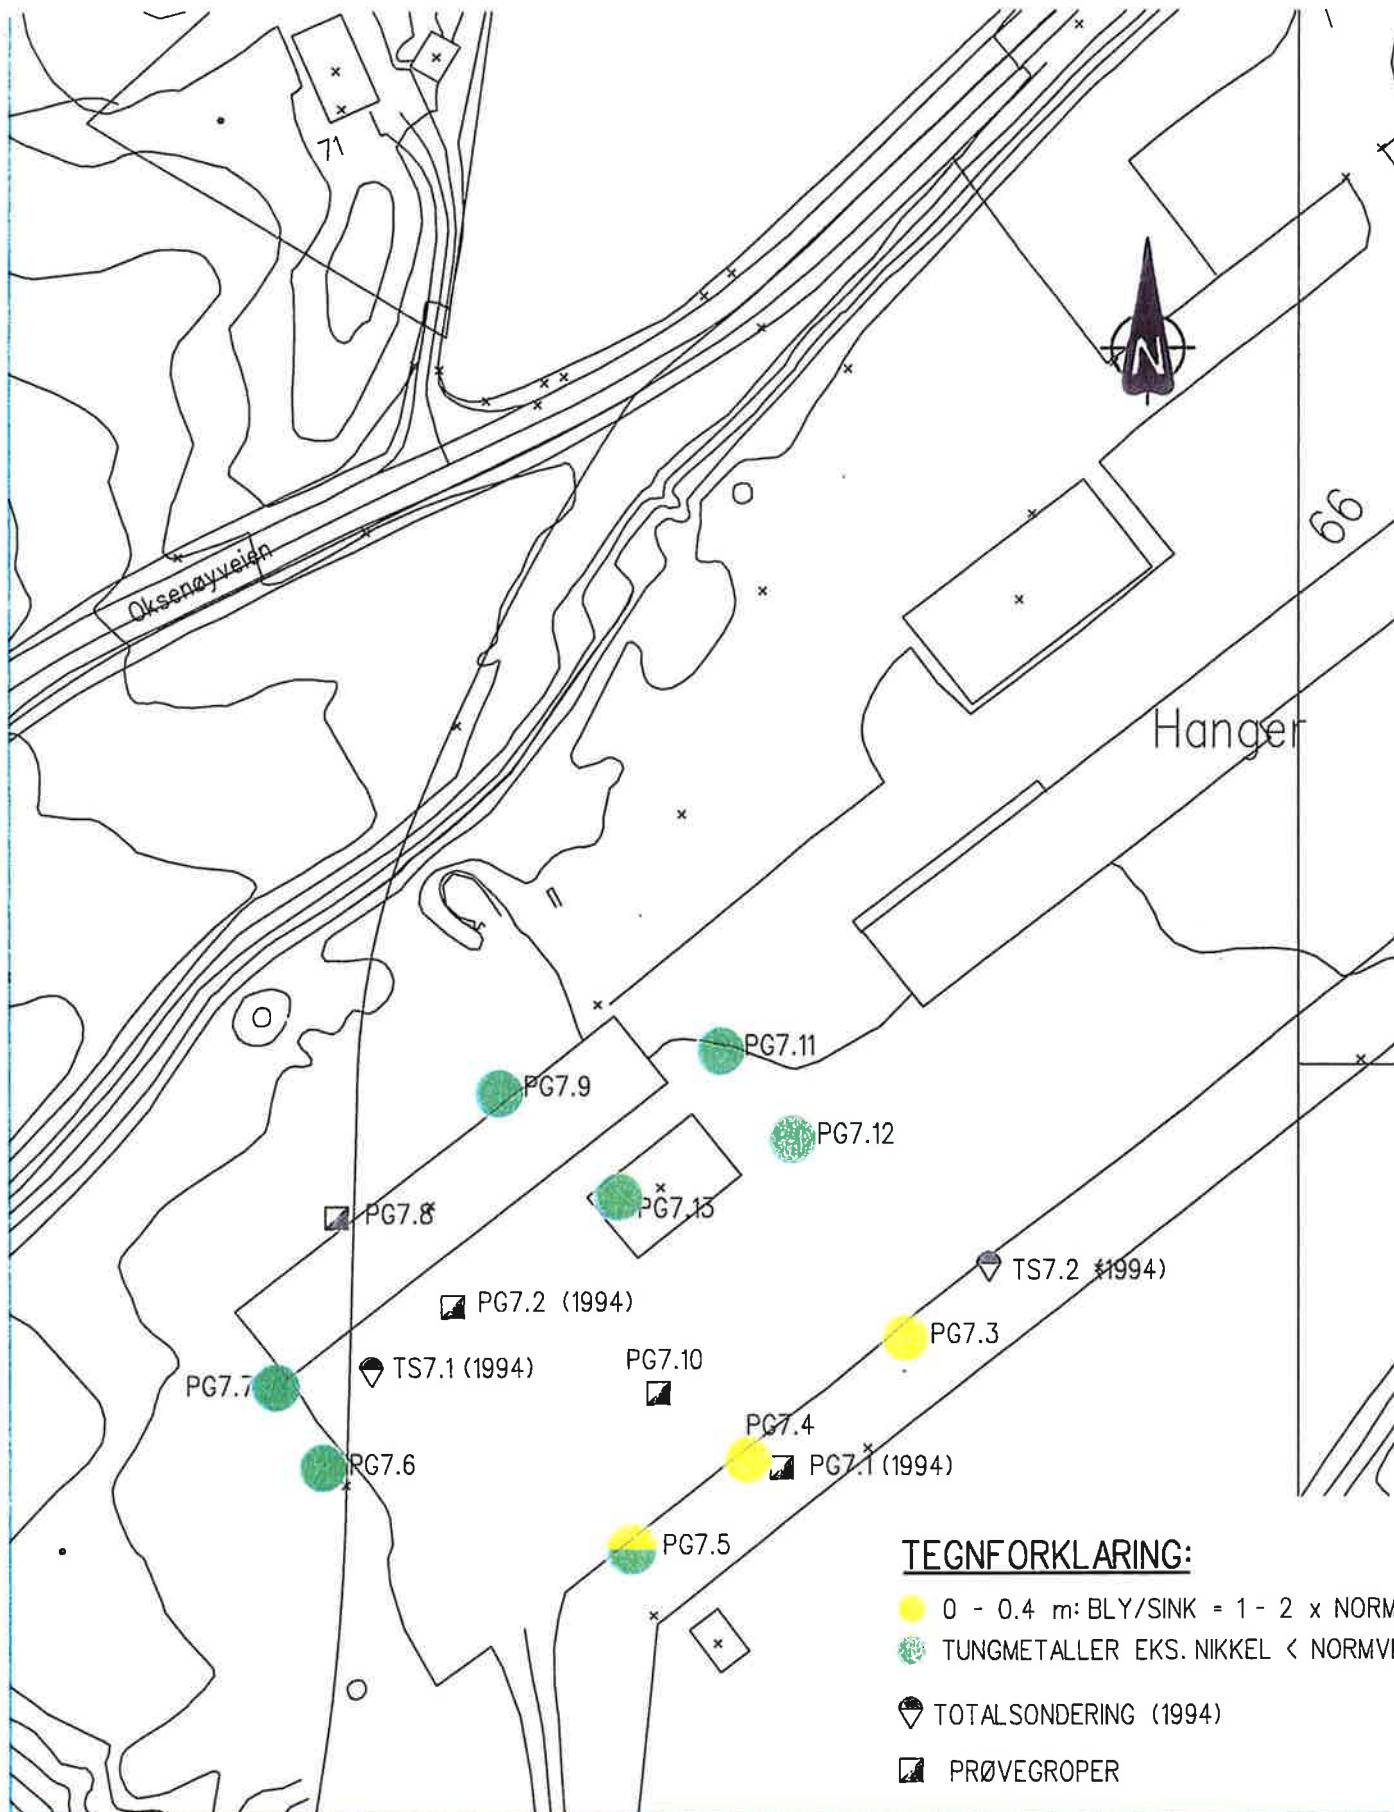 71
N
66
Oksenøyveien
Hanger
PG7.11
PG7.9
PG7.12
PG7.13
PG7.8
TS7.2 (1994)
PG7.2 (1994)
PG7.3
PG7.10
TS7.1 (1994)
PG7.7
PG7.4
PG7.6
PG7.1 (1994)
PG7.5
TEGNFORKLARING:
0 - 0.4 m: BLY/SINK = 1 - 2 x NORM
TUNGMETALLER EKS. NIKKEL < NORMVE
TOTALSONDERING (1994)
PRØVEGROPER